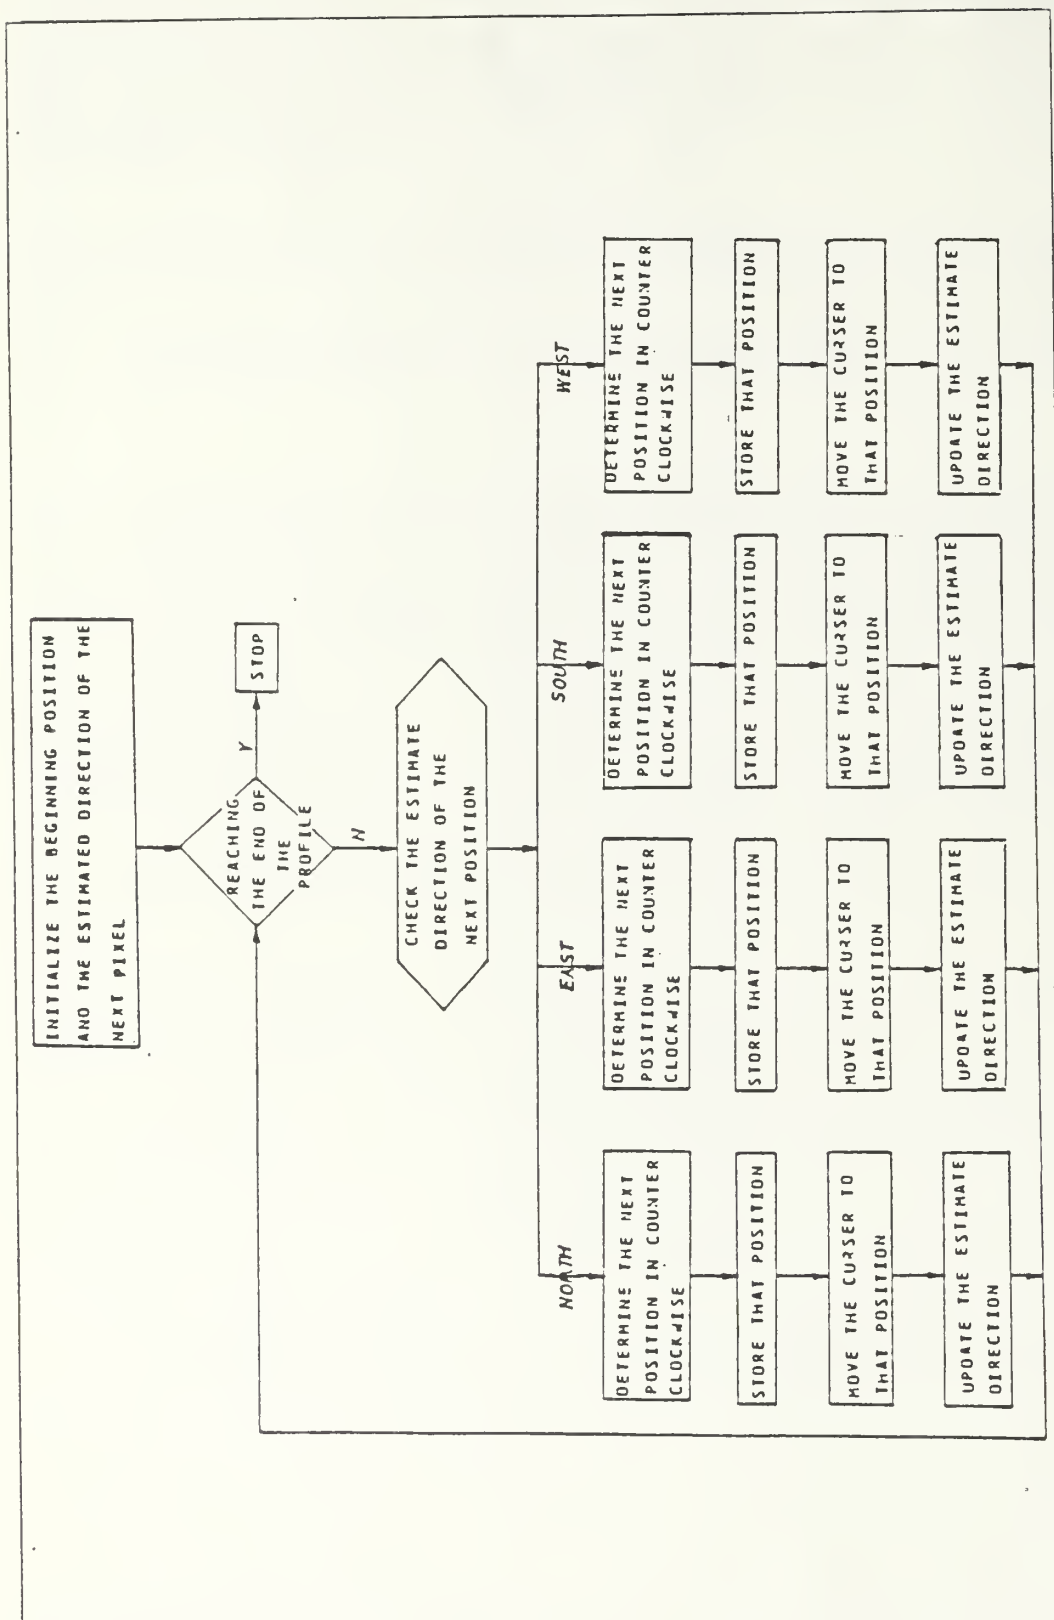 INITIALIZE THE BEGINNING POSITION
AND THE ESTIMATED DIRECTION OF THE
NEXT PIXEL
REACHING
THE END OF
THE
PROFILE
Y
STOP
N
CHECK THE ESTIMATE
DIRECTION OF THE
NEXT POSITION
NORTH
EAST
SOUTH
WEST
DETERMINE THE NEXT
POSITION IN COUNTER
CLOCKWISE
DETERMINE THE NEXT
POSITION IN COUNTER
CLOCKWISE
DETERMINE THE NEXT
POSITION IN COUNTER
CLOCKWISE
DETERMINE THE NEXT
POSITION IN COUNTER
CLOCKWISE
STORE THAT POSITION
STORE THAT POSITION
STORE THAT POSITION
STORE THAT POSITION
MOVE THE CURSER TO
THAT POSITION
MOVE THE CURSER TO
THAT POSITION
MOVE THE CURSER TO
THAT POSITION
MOVE THE CURSER TO
THAT POSITION
UPDATE THE ESTIMATE
DIRECTION
UPDATE THE ESTIMATE
DIRECTION
UPDATE THE ESTIMATE
DIRECTION
UPDATE THE ESTIMATE
DIRECTION